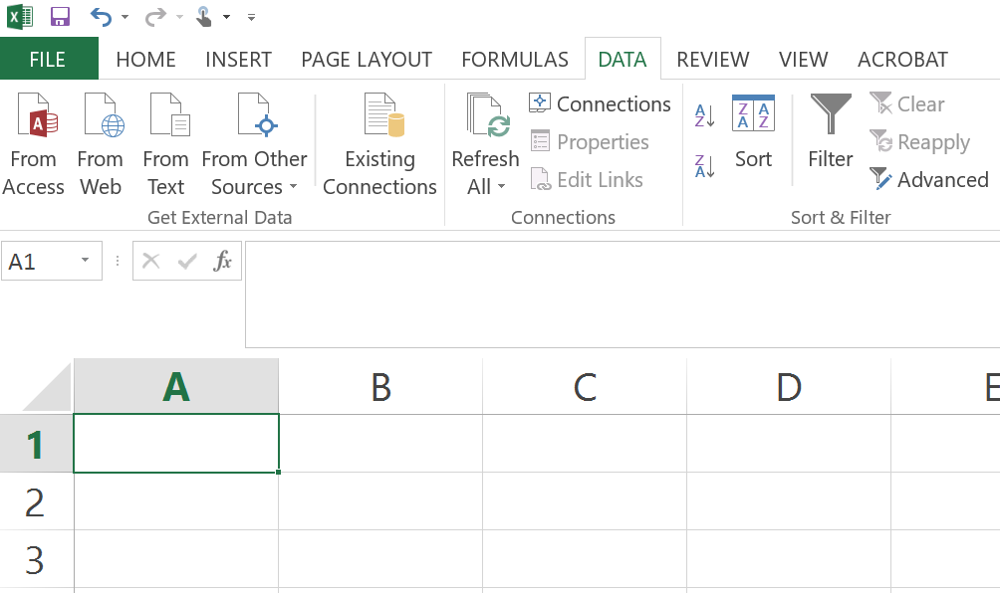 FILE HOME INSERT PAGE LAYOUT FORMULAS DATA REVIEW VIEW ACROBAT
From Access
From Web
From Text
From Other Sources
Existing Connections
Get External Data
Refresh All
Connections
Properties
Edit Links
Connections
Sort
Filter
Clear
Reapply
Advanced
Sort & Filter
A1 fx
A B C D E
1
2
3